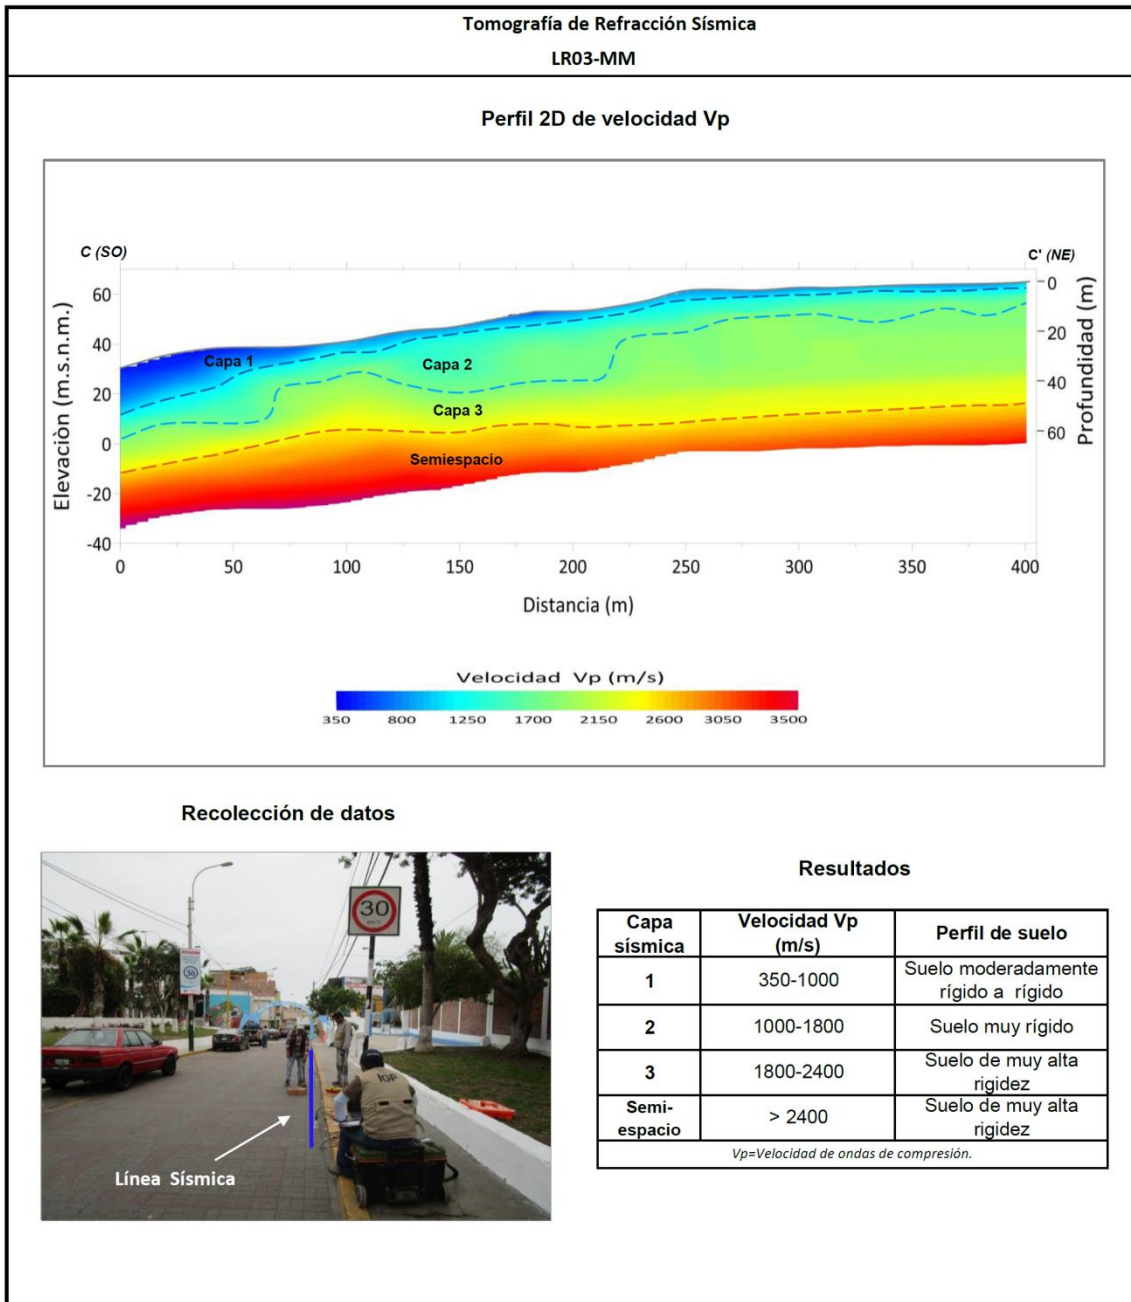 Tomografía de Refracción Sísmica
LR03-MM
Perfil 2D de velocidad Vp
C (SO)
C' (NE)
Elevaciòn (m.s.n.m.)
60
40
20
0
-20
-40
Capa 1
Capa 2
Capa 3
Semiespacio
0
20
40
60
Profundidad (m)
0 50 100 150 200 250 300 350 400
Distancia (m)
Velocidad Vp (m/s)
350 800 1250 1700 2150 2600 3050 3500
Recolección de datos
30
30
IGP
Línea Sísmica
Resultados
Capa sísmica Velocidad Vp (m/s) Perfil de suelo
1 350-1000 Suelo moderadamente rígido a rígido
2 1000-1800 Suelo muy rígido
3 1800-2400 Suelo de muy alta rigidez
Semi-espacio > 2400 Suelo de muy alta rigidez
Vp=Velocidad de ondas de compresión.